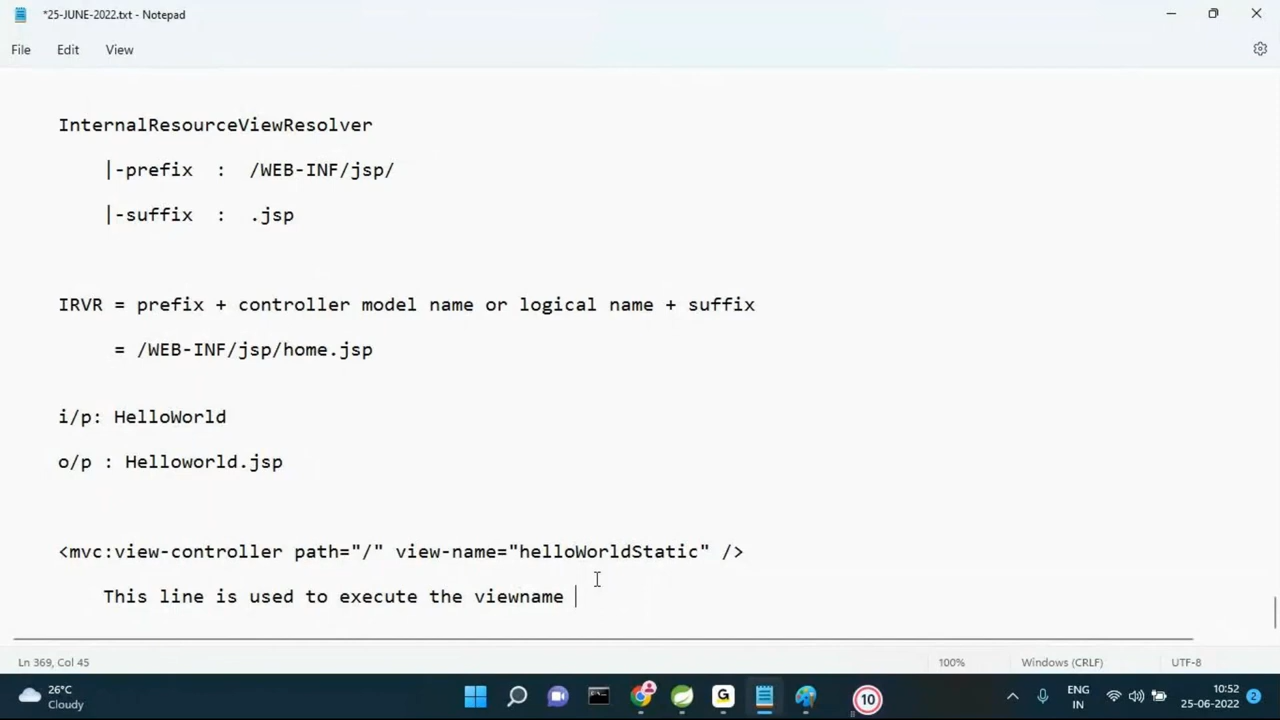 *25-JUNE-2022.txt - Notepad
File Edit View
InternalResourceViewResolver
|-prefix : /WEB-INF/jsp/
|-suffix : .jsp
IRVR = prefix + controller model name or logical name + suffix
= /WEB-INF/jsp/home.jsp
i/p: HelloWorld
o/p : Helloworld.jsp
<mvc:view-controller path="/" view-name="helloWorldStatic" />
This line is used to execute the viewname
Ln 369, Col 45 100% Windows (CRLF) UTF-8
26°C
Cloudy
G
10
ENG
IN
10:52
25-06-2022
2